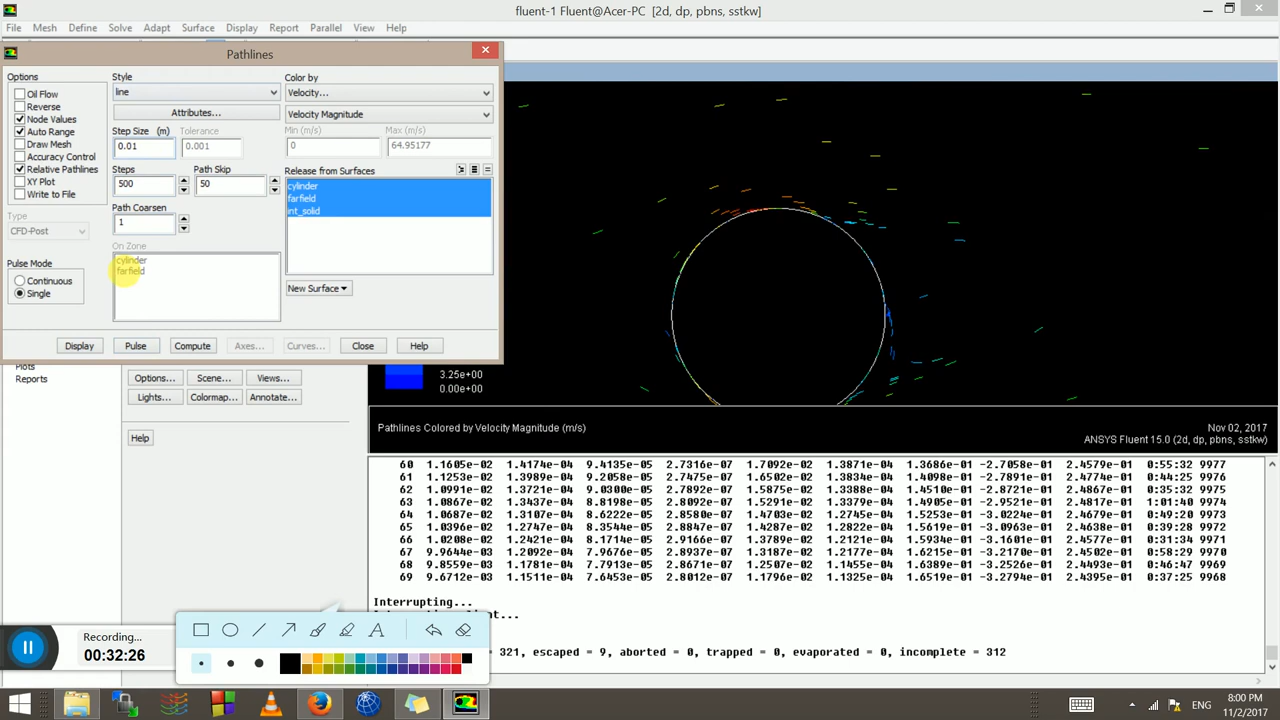 fluent-1 Fluent@Acer-PC [2d, dp, pbns, sstkw]
File Mesh Define Solve Adapt Surface Display Report Parallel View Help
Pathlines
Options
Oil Flow
Reverse
Node Values
Auto Range
Draw Mesh
Accuracy Control
Relative Pathlines
XY Plot
Write to File
Type
CFD-Post
Pulse Mode
Continuous
Single
Style
line
Attributes...
Step Size (m) Tolerance
0.01 0.001
Steps Path Skip
500 50
Path Coarsen
1
On Zone
cylinder
farfield
Color by
Velocity...
Velocity Magnitude
Min (m/s) Max (m/s)
0 64.95177
Release from Surfaces
cylinder
farfield
int_solid
New Surface
Display Pulse Compute Axes... Curves... Close Help
Plots
Reports
Options... Scene... Views...
Lights... Colormap... Annotate...
Help
3.25e+00
0.00e+00
Pathlines Colored by Velocity Magnitude (m/s) Nov 02, 2017
ANSYS Fluent 15.0 (2d, dp, pbns, sstkw)
60 1.1605e-02 1.4174e-04 9.4135e-05 2.7316e-07 1.7092e-02 1.3871e-04 1.3686e-01 -2.7058e-01 2.4579e-01 0:55:32 9977
61 1.1253e-02 1.3989e-04 9.2058e-05 2.7475e-07 1.6502e-02 1.3834e-04 1.4098e-01 -2.7891e-01 2.4774e-01 0:44:25 9976
62 1.0991e-02 1.3721e-04 9.0300e-05 2.7892e-07 1.5875e-02 1.3388e-04 1.4510e-01 -2.8721e-01 2.4867e-01 0:35:32 9975
63 1.0867e-02 1.3437e-04 8.8198e-05 2.8092e-07 1.5291e-02 1.3179e-04 1.4905e-01 -2.9521e-01 2.4817e-01 1:01:40 9974
64 1.0687e-02 1.3107e-04 8.6222e-05 2.8580e-07 1.4703e-02 1.2745e-04 1.5253e-01 -3.0224e-01 2.4679e-01 0:49:20 9973
65 1.0396e-02 1.2747e-04 8.3544e-05 2.8847e-07 1.4287e-02 1.2822e-04 1.5619e-01 -3.0963e-01 2.4638e-01 0:39:28 9972
66 1.0208e-02 1.2421e-04 8.1714e-05 2.9166e-07 1.3789e-02 1.2121e-04 1.5934e-01 -3.1601e-01 2.4577e-01 0:31:34 9971
67 9.9644e-03 1.2092e-04 7.9676e-05 2.8937e-07 1.3187e-02 1.2177e-04 1.6215e-01 -3.2170e-01 2.4502e-01 0:58:29 9970
68 9.8559e-03 1.1781e-04 7.7913e-05 2.8671e-07 1.2507e-02 1.1455e-04 1.6389e-01 -3.2526e-01 2.4493e-01 0:46:47 9969
69 9.6712e-03 1.1511e-04 7.6453e-05 2.8012e-07 1.1796e-02 1.1325e-04 1.6519e-01 -3.2794e-01 2.4395e-01 0:37:25 9968
Interrupting...
nt...
= 321, escaped = 9, aborted = 0, trapped = 0, evaporated = 0, incomplete = 312
Recording...
00:32:26
A
ENG
8:00 PM
11/2/2017